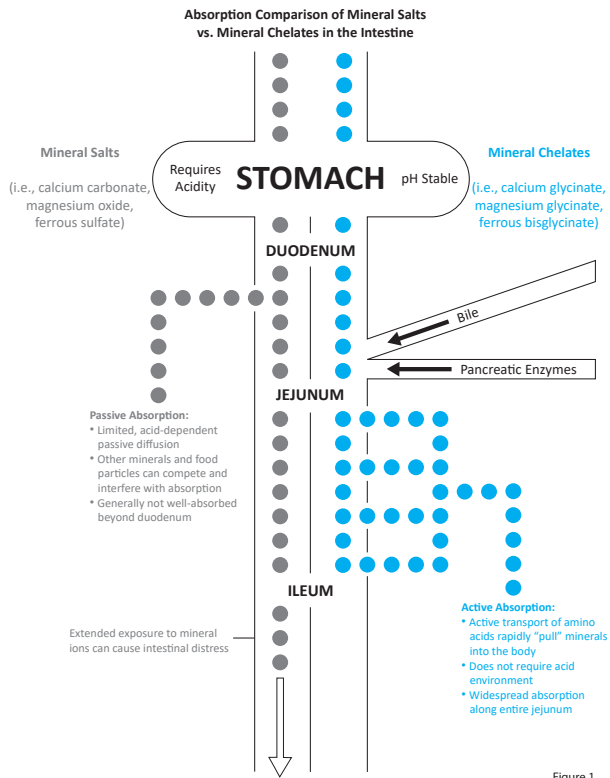 Absorption Comparison of Mineral Salts
vs. Mineral Chelates in the Intestine
Mineral Salts
(i.e., calcium carbonate,
magnesium oxide,
ferrous sulfate)
Requires
Acidity
STOMACH
pH Stable
Mineral Chelates
(i.e., calcium glycinate,
magnesium glycinate,
ferrous bisglycinate)
DUODENUM
Bile
Pancreatic Enzymes
JEJUNUM
Passive Absorption:
• Limited, acid-dependent
passive diffusion
• Other minerals and food
particles can compete and
interfere with absorption
• Generally not well-absorbed
beyond duodenum
ILEUM
Active Absorption:
• Active transport of amino
acids rapidly “pull” minerals
into the body
• Does not require acid
environment
• Widespread absorption
along entire jejunum
Extended exposure to mineral
ions can cause intestinal distress
Figure 1